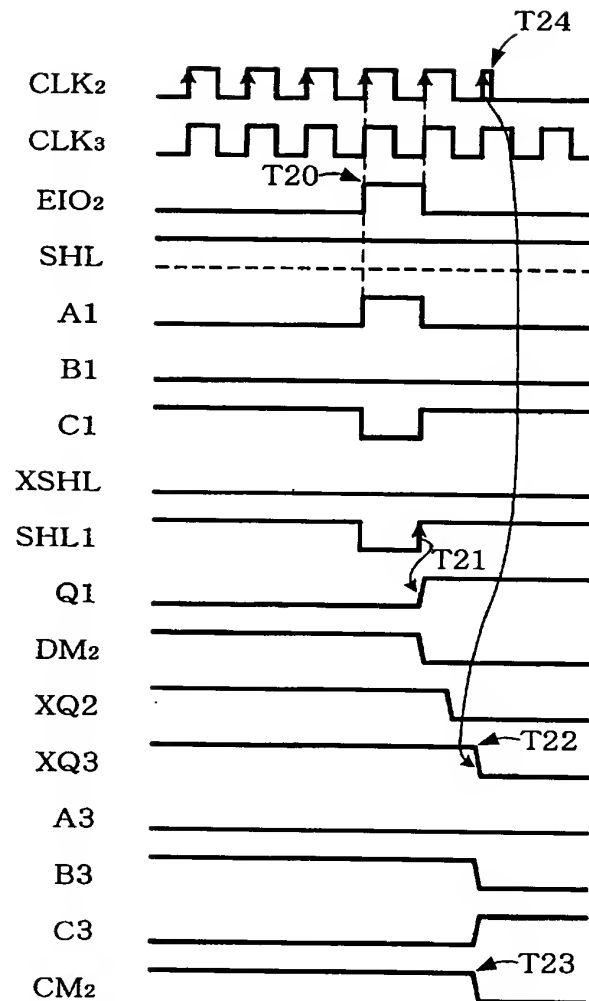 T24
CLK2
CLK3
T20
EIO2
SHL
A1
B1
C1
XSHL
SHL1
T21
Q1
DM2
XQ2
T22
XQ3
A3
B3
C3
T23
CM2